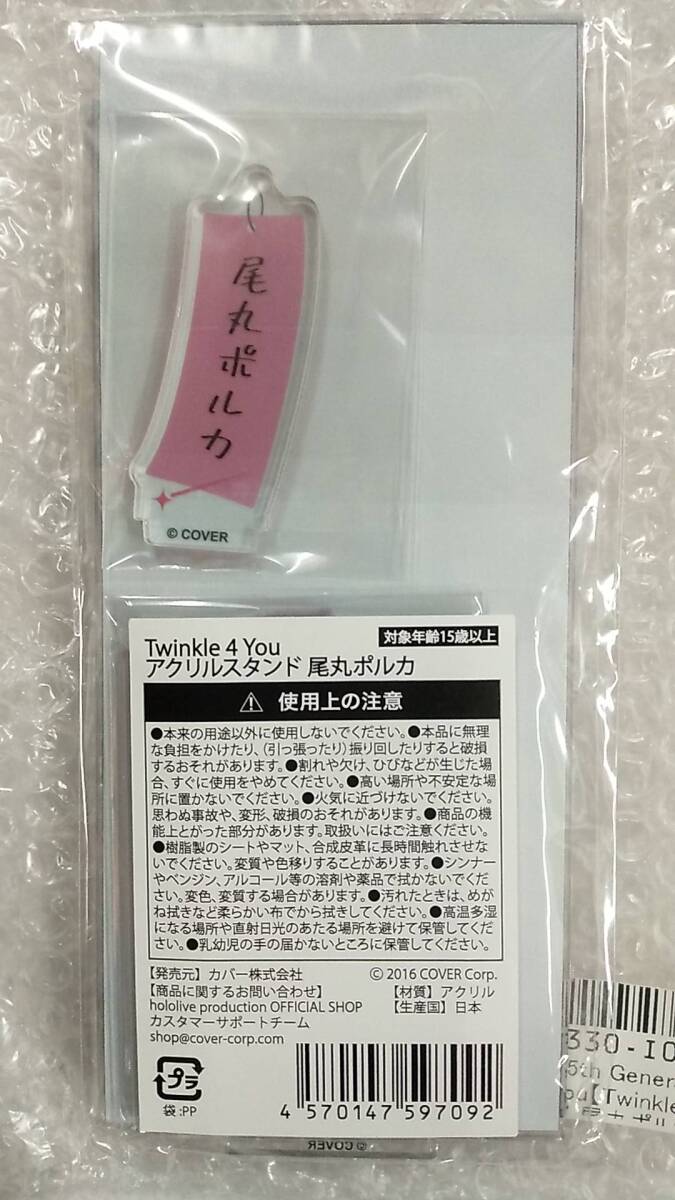 尾丸ポルカ
© COVER
Twinkle 4 You
対象年齢15歳以上
アクリルスタンド 尾丸ポルカ
使用上の注意
●本来の用途以外に使用しないでください。●本品に無理
な負担をかけたり、（引っ張ったり）振り回したりすると破損
するおそれがあります。●割れや欠け、ひびなどが生じた場
合、すぐに使用をやめてください。●高い場所や不安定な場
所に置かないでください。●火気に近づけないでください。
思わぬ事故や、変形、破損のおそれがあります。●商品の機
能上とがった部分があります。取扱いにはご注意ください。
●樹脂製のシートやマット、合成皮革に長時間触れさせな
いでください。変質や色移りすることがあります。●シンナー
やベンジン、アルコール等の溶剤や薬品で拭かないでくだ
さい。変色、変質する場合があります。●汚れたときは、めが
ね拭きなど柔らかい布でから拭きしてください。●高温多湿
になる場所や直射日光のあたる場所を避けて保管してくだ
さい。●乳幼児の手の届かないところに保管してください。
【発売元】カバー株式会社
© 2016 COVER Corp.
【商品に関するお問い合わせ】
【材質】アクリル
hololive production OFFICIAL SHOP
【生産国】日本
カスタマーサポートチーム
shop@cover-corp.com
プラ
袋:PP
4 570147 597092
© COVER
330-I0
5th Genera
ou【Twinkle